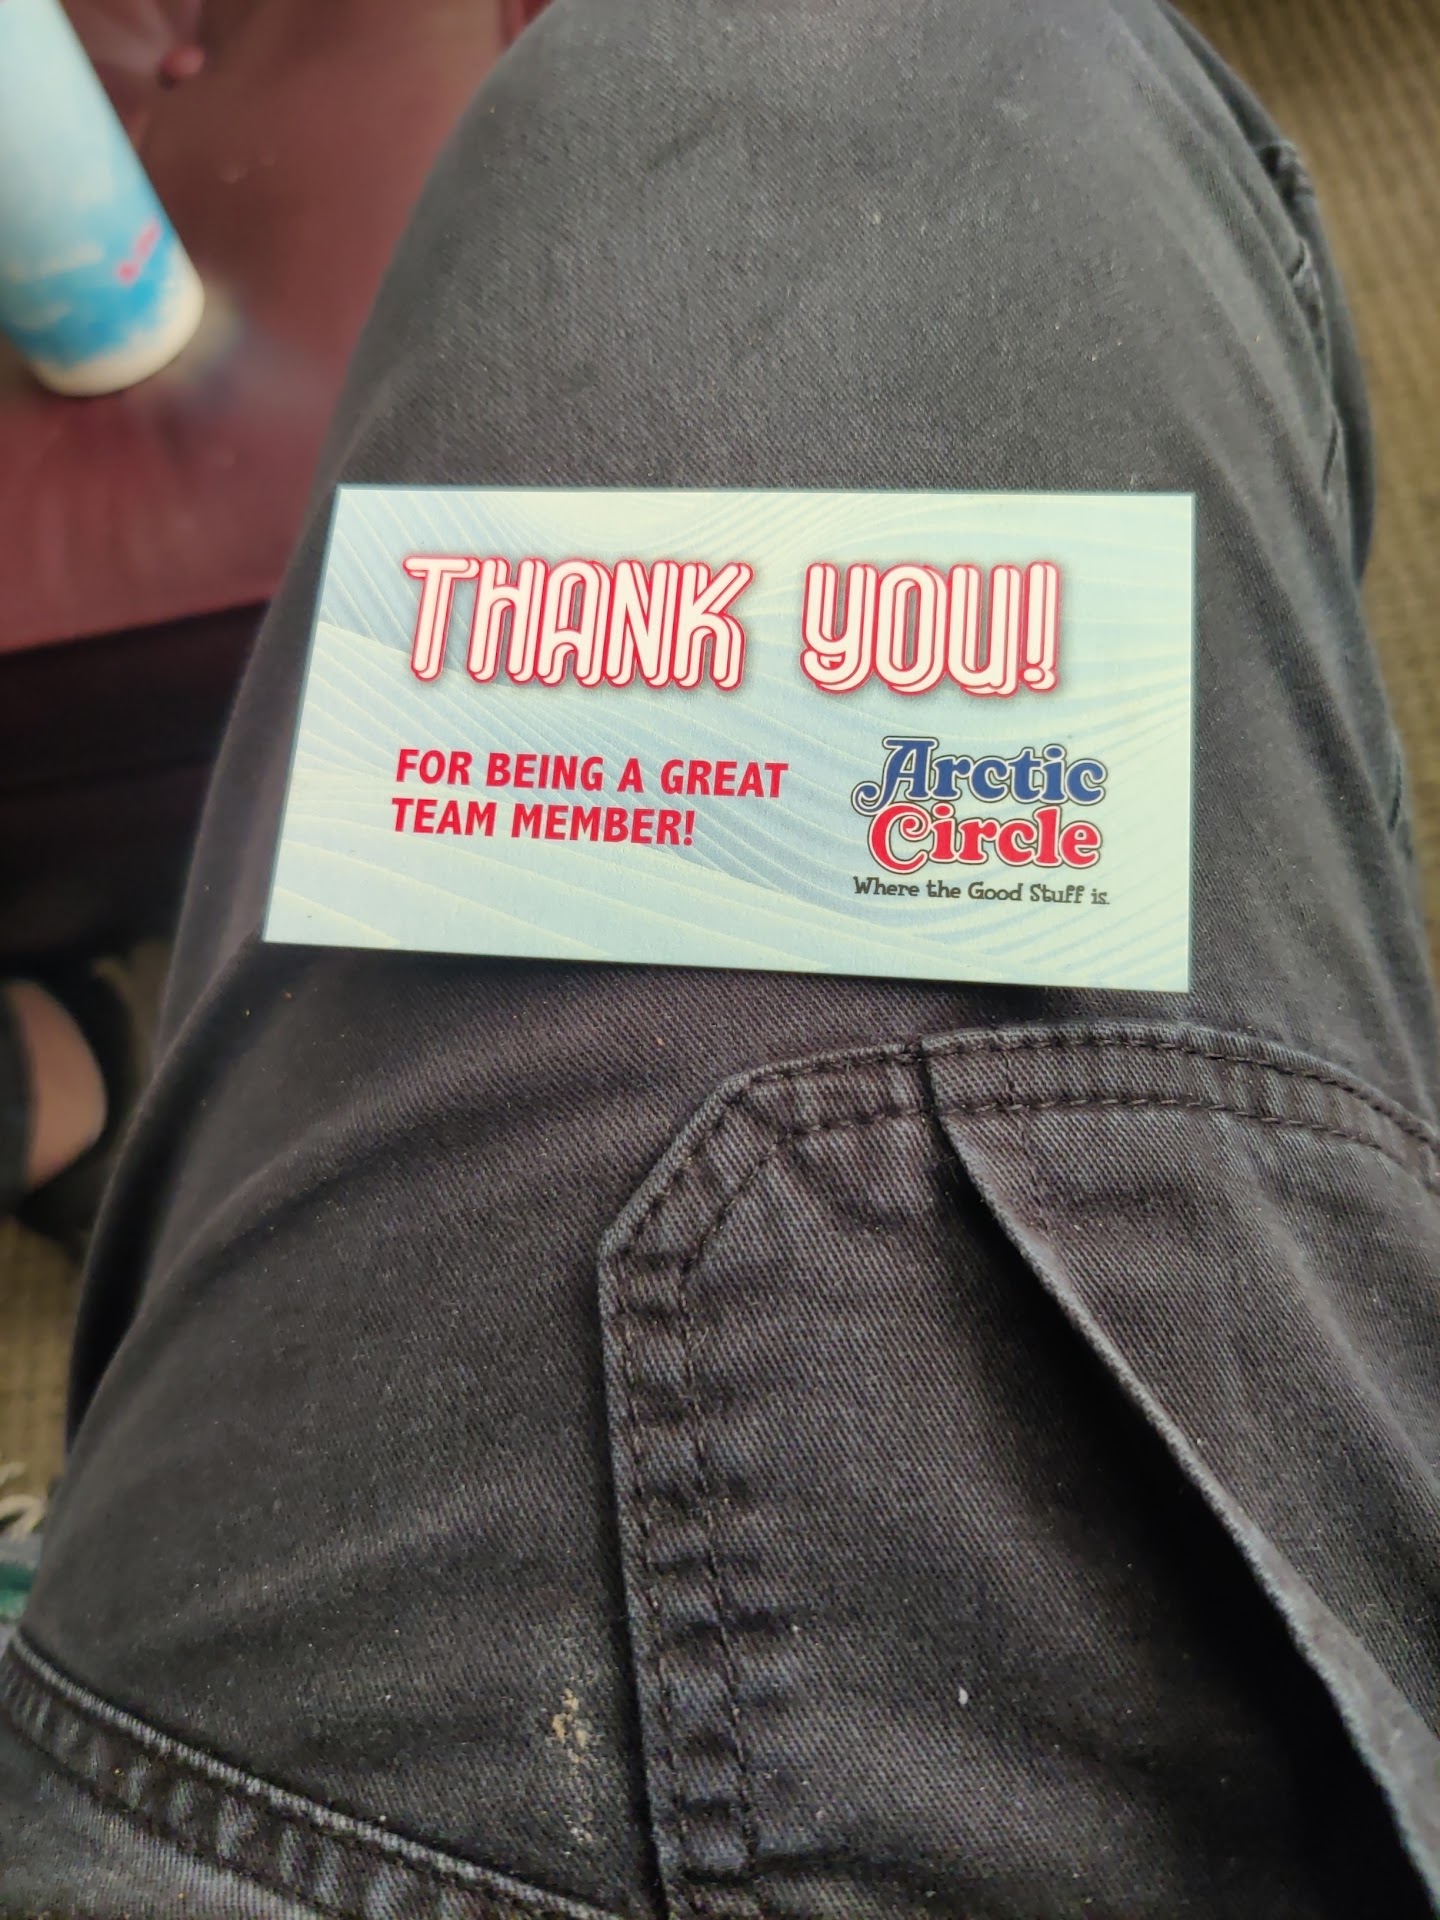 THANK YOU!
FOR BEING A GREAT
TEAM MEMBER!
Arctic
Circle
Where the Good Stuff is.